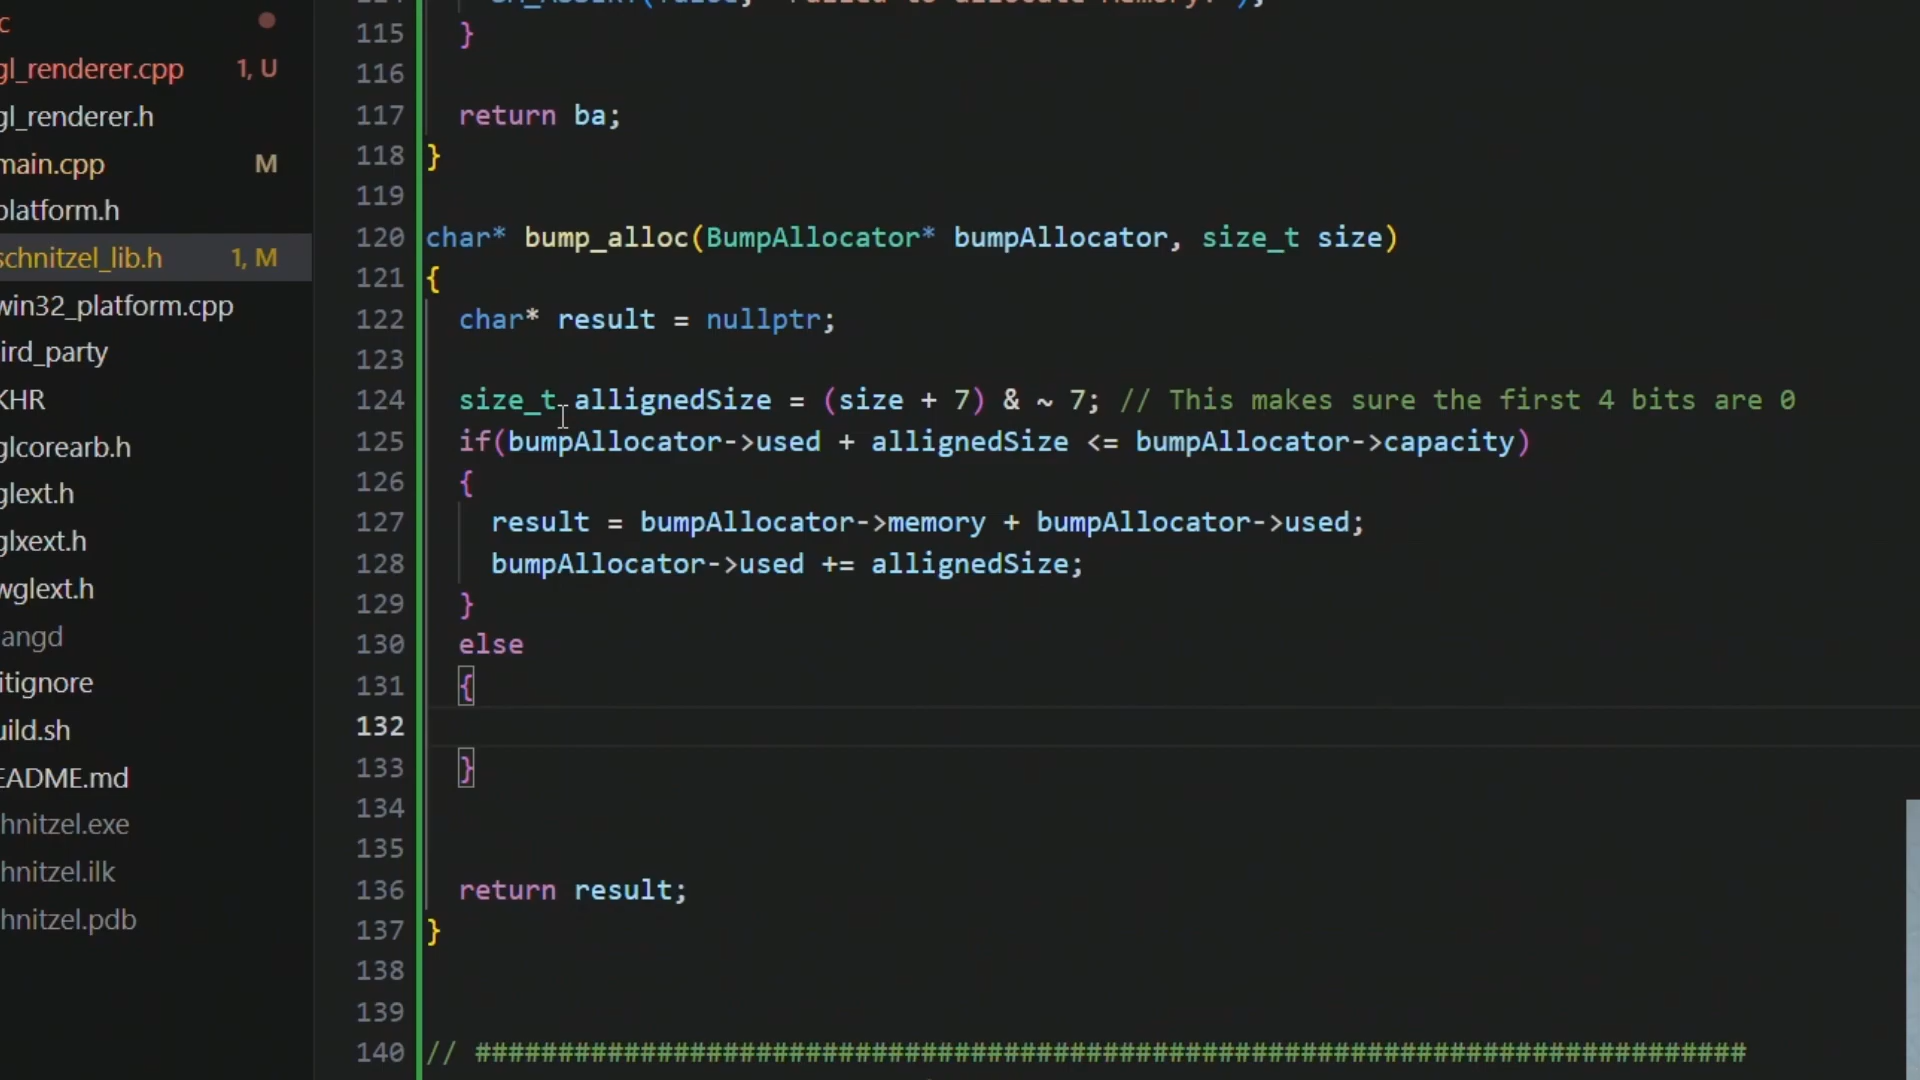 c
gl_renderer.cpp 1, U
gl_renderer.h
main.cpp M
platform.h
schnitzel_lib.h 1, M
win32_platform.cpp
ird_party
KHR
glcorearb.h
glext.h
glxext.h
wglext.h
angd
itignore
uild.sh
EADME.md
hnitzel.exe
hnitzel.ilk
hnitzel.pdb
115 }
116
117 return ba;
118 }
119
120 char* bump_alloc(BumpAllocator* bumpAllocator, size_t size)
121 {
122 char* result = nullptr;
123
124 size_t allignedSize = (size + 7) & ~ 7; // This makes sure the first 4 bits are 0
125 if(bumpAllocator->used + allignedSize <= bumpAllocator->capacity)
126 {
127 result = bumpAllocator->memory + bumpAllocator->used;
128 bumpAllocator->used += allignedSize;
129 }
130 else
131 {
132
133 }
134
135
136 return result;
137 }
138
139
140 // #############################################################################